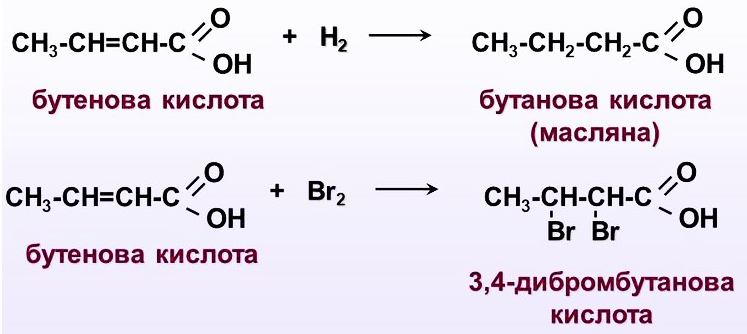 CH₃-CH=CH-C O OH + H₂ → CH₃-CH₂-CH₂-C O OH
бутенова кислота бутанова кислота
(масляна)
CH₃-CH=CH-C O OH + Br₂ → CH₃-CH-CH-C O OH
Br Br
бутенова кислота
3,4-дибромбутанова
кислота